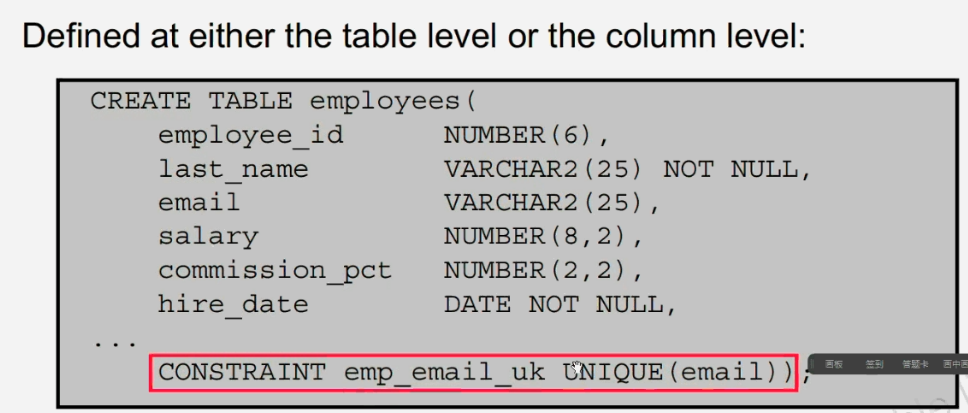 Defined at either the table level or the column level:
CREATE TABLE employees(
employee_id NUMBER(6),
last_name VARCHAR2(25) NOT NULL,
email VARCHAR2(25),
salary NUMBER(8,2),
commission_pct NUMBER(2,2),
hire_date DATE NOT NULL,
...
CONSTRAINT emp_email_uk UNIQUE(email));
画板 签到 答题卡 画中画